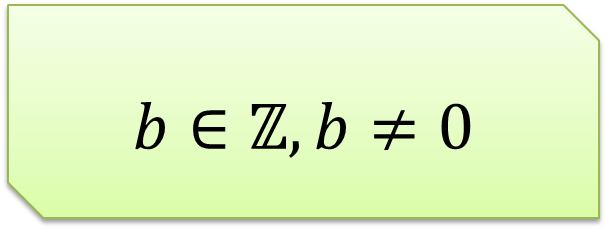 b ∈ ℤ, b ≠ 0